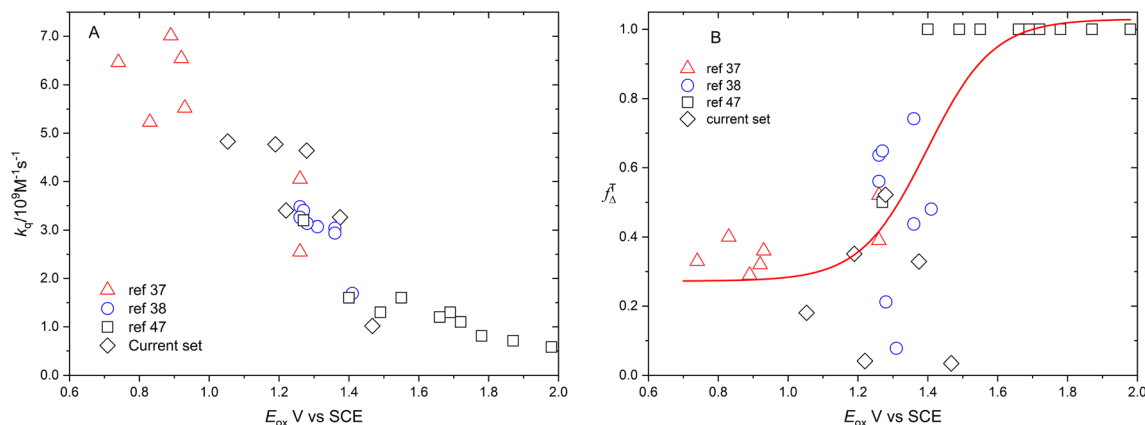 A
7.0
6.0
5.0
4.0
3.0
2.0
1.0
0.0
k_q/10⁹M⁻¹s⁻¹
ref 37
ref 38
ref 47
Current set
0.6 0.8 1.0 1.2 1.4 1.6 1.8 2.0
E_ox V vs SCE
B
1.0
0.8
0.6
0.4
0.2
0.0
f_Δ^T
ref 37
ref 38
ref 47
current set
0.6 0.8 1.0 1.2 1.4 1.6 1.8 2.0
E_ox V vs SCE